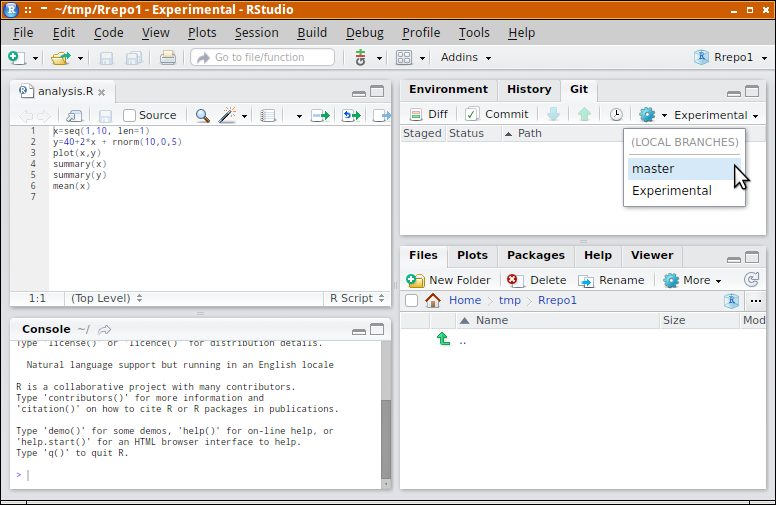 ~/tmp/Rrepo1 - Experimental - RStudio
File Edit Code View Plots Session Build Debug Profile Tools Help
Go to file/function Addins Rrepo1
analysis.R
Source
1 x=seq(1,10, len=1)
2 y=40+2*x + rnorm(10,0,5)
3 plot(x,y)
4 summary(x)
5 summary(y)
6 mean(x)
7
1:1 (Top Level) R Script
Console ~/
Type 'license()' or 'licence()' for distribution details.
Natural language support but running in an English locale
R is a collaborative project with many contributors.
Type 'contributors()' for more information and
'citation()' on how to cite R or R packages in publications.
Type 'demo()' for some demos, 'help()' for on-line help, or
'help.start()' for an HTML browser interface to help.
Type 'q()' to quit R.
>
Environment History Git
Diff Commit Experimental
Staged Status Path
(LOCAL BRANCHES)
master
Experimental
Files Plots Packages Help Viewer
New Folder Delete Rename More
Home tmp Rrepo1 ...
Name Size Mod
..